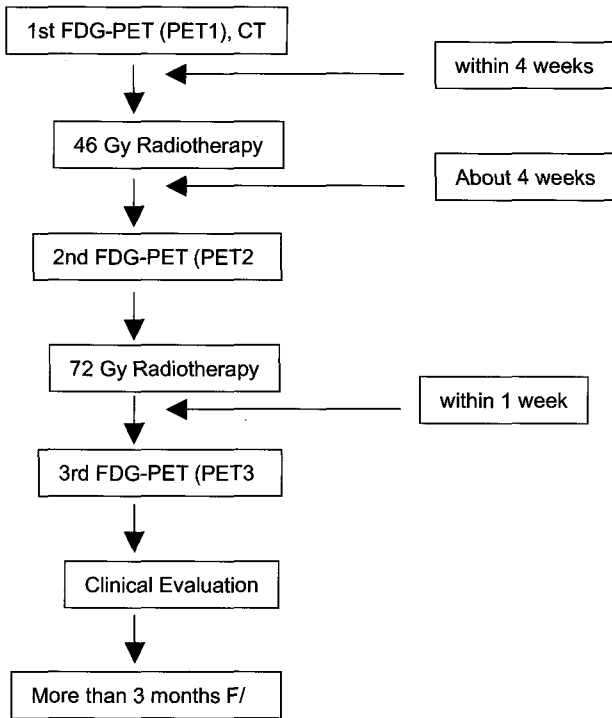 1st FDG-PET (PET1), CT
within 4 weeks
46 Gy Radiotherapy
About 4 weeks
2nd FDG-PET (PET2
72 Gy Radiotherapy
within 1 week
3rd FDG-PET (PET3
Clinical Evaluation
More than 3 months F/